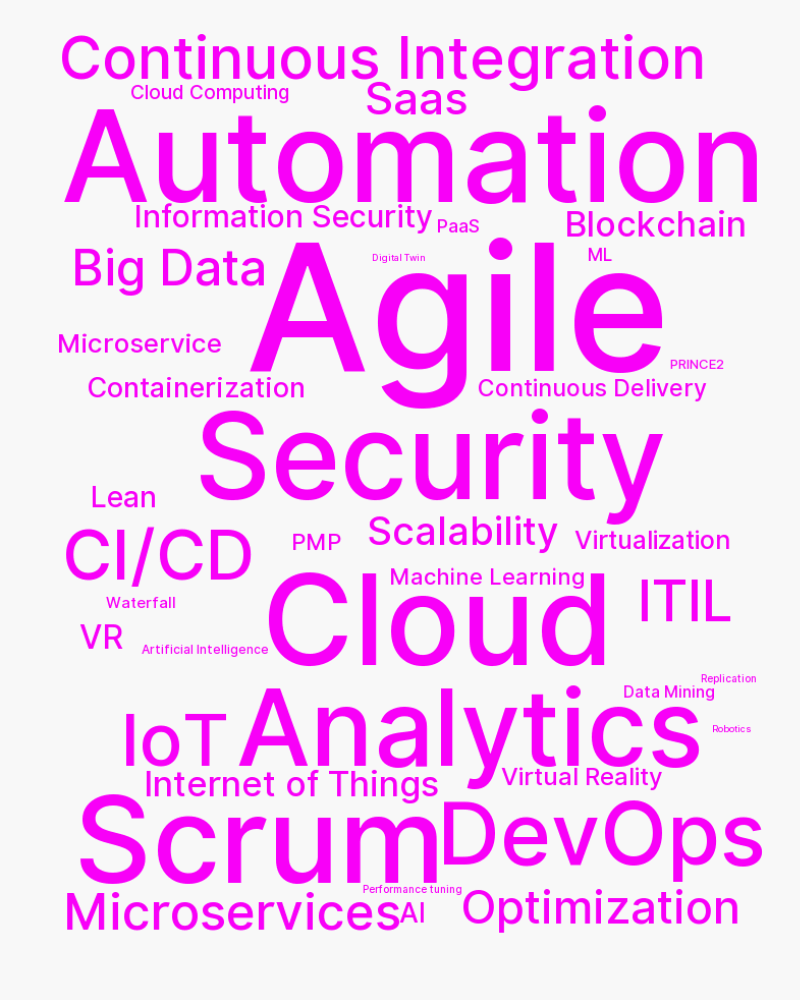 Continuous Integration
Cloud Computing
Saas
Automation
Information Security
PaaS
Blockchain
Big Data
Agile
Digital Twin
ML
Microservice
PRINCE2
Containerization
Continuous Delivery
Security
Lean
CI/CD
PMP
Scalability
Virtualization
Machine Learning
Cloud
ITIL
Waterfall
VR
Artificial Intelligence
Replication
Data Mining
IoT
Analytics
Robotics
Internet of Things
Virtual Reality
Scrum
DevOps
Performance tuning
Microservices
AI
Optimization